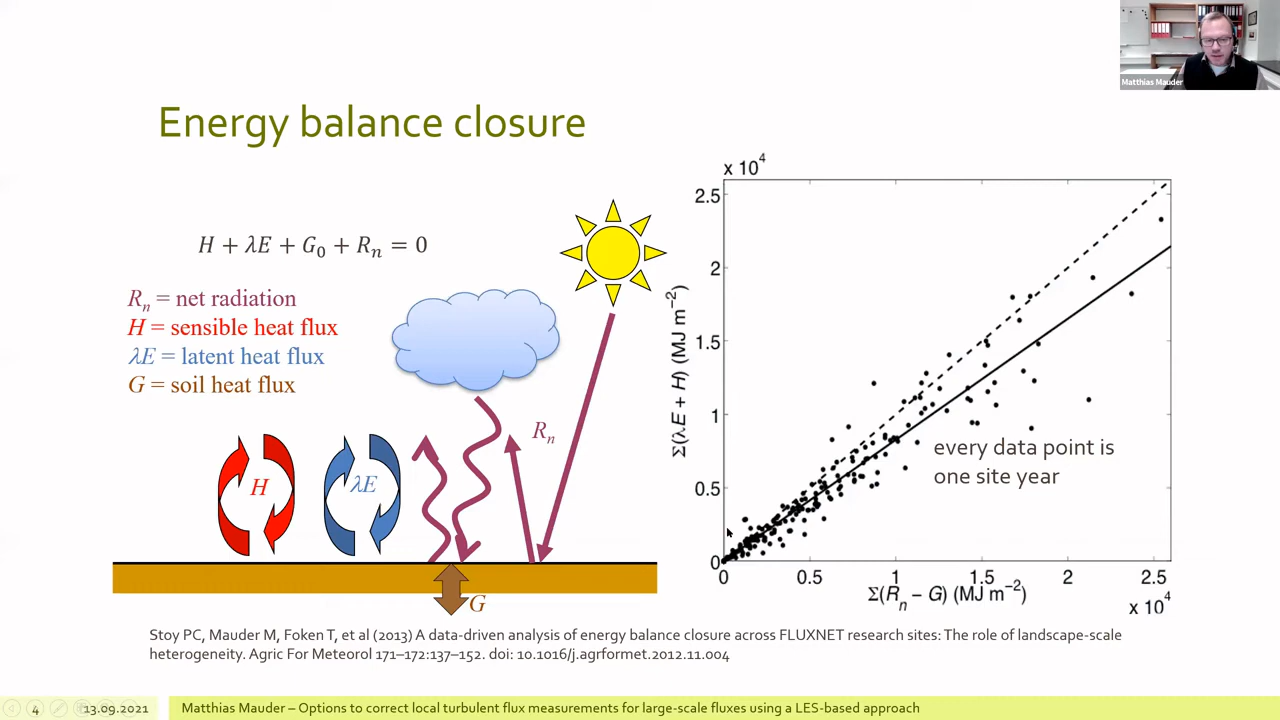 Matthias Mauder
Energy balance closure
H + λE + G₀ + Rₙ = 0
Rₙ = net radiation
H = sensible heat flux
λE = latent heat flux
G = soil heat flux
H
λE
Rₙ
G
x 10⁴
2.5
2
1.5
1
0.5
0
Σ(λE + H) (MJ m⁻²)
every data point is
one site year
0 0.5 1 1.5 2 2.5
Σ(Rₙ − G) (MJ m⁻²)
x 10⁴
Stoy PC, Mauder M, Foken T, et al (2013) A data-driven analysis of energy balance closure across FLUXNET research sites: The role of landscape-scale
heterogeneity. Agric For Meteorol 171–172:137–152. doi: 10.1016/j.agrformet.2012.11.004
4 13.09.2021 Matthias Mauder – Options to correct local turbulent flux measurements for large-scale fluxes using a LES-based approach